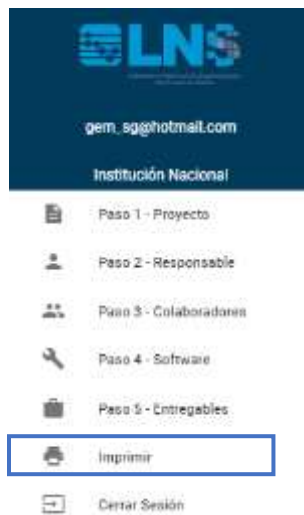 LNS
gem_sg@hotmail.com
Institución Nacional
Paso 1 - Proyecto
Paso 2 - Responsable
Paso 3 - Colaboradores
Paso 4 - Software
Paso 5 - Entregables
Imprimir
Cerrar Sesión